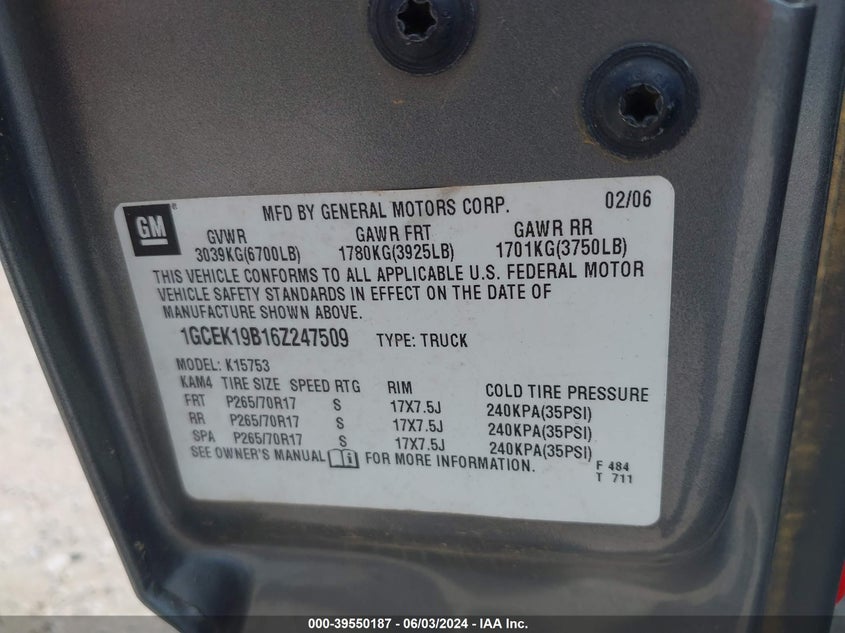 GM
MFD BY GENERAL MOTORS CORP. 02/06
GVWR GAWR FRT GAWR RR
3039KG(6700LB) 1780KG(3925LB) 1701KG(3750LB)
THIS VEHICLE CONFORMS TO ALL APPLICABLE U.S. FEDERAL MOTOR
VEHICLE SAFETY STANDARDS IN EFFECT ON THE DATE OF
MANUFACTURE SHOWN ABOVE.
1GCEK19B16Z247509 TYPE: TRUCK
MODEL: K15753
KAM4 TIRE SIZE SPEED RTG RIM COLD TIRE PRESSURE
FRT P265/70R17 S 17X7.5J 240KPA(35PSI)
RR P265/70R17 S 17X7.5J 240KPA(35PSI)
SPA P265/70R17 S 17X7.5J 240KPA(35PSI)
SEE OWNER'S MANUAL FOR MORE INFORMATION.
F 484
T 711
000-39550187 - 06/03/2024 - IAA Inc.